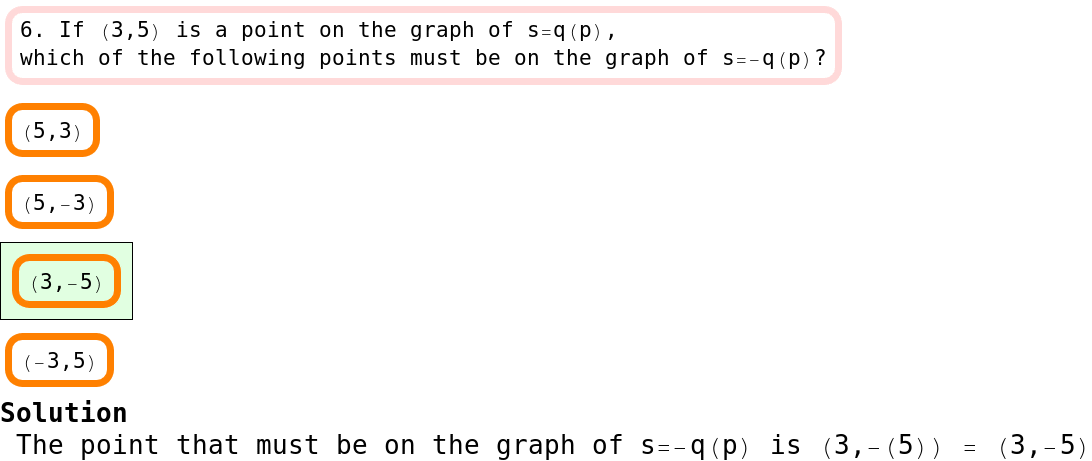 6. If (3,5) is a point on the graph of s=q(p),
which of the following points must be on the graph of s=-q(p)?
(5,3)
(5,-3)
(3,-5)
(-3,5)
Solution
The point that must be on the graph of s=-q(p) is (3,-(5)) = (3,-5)